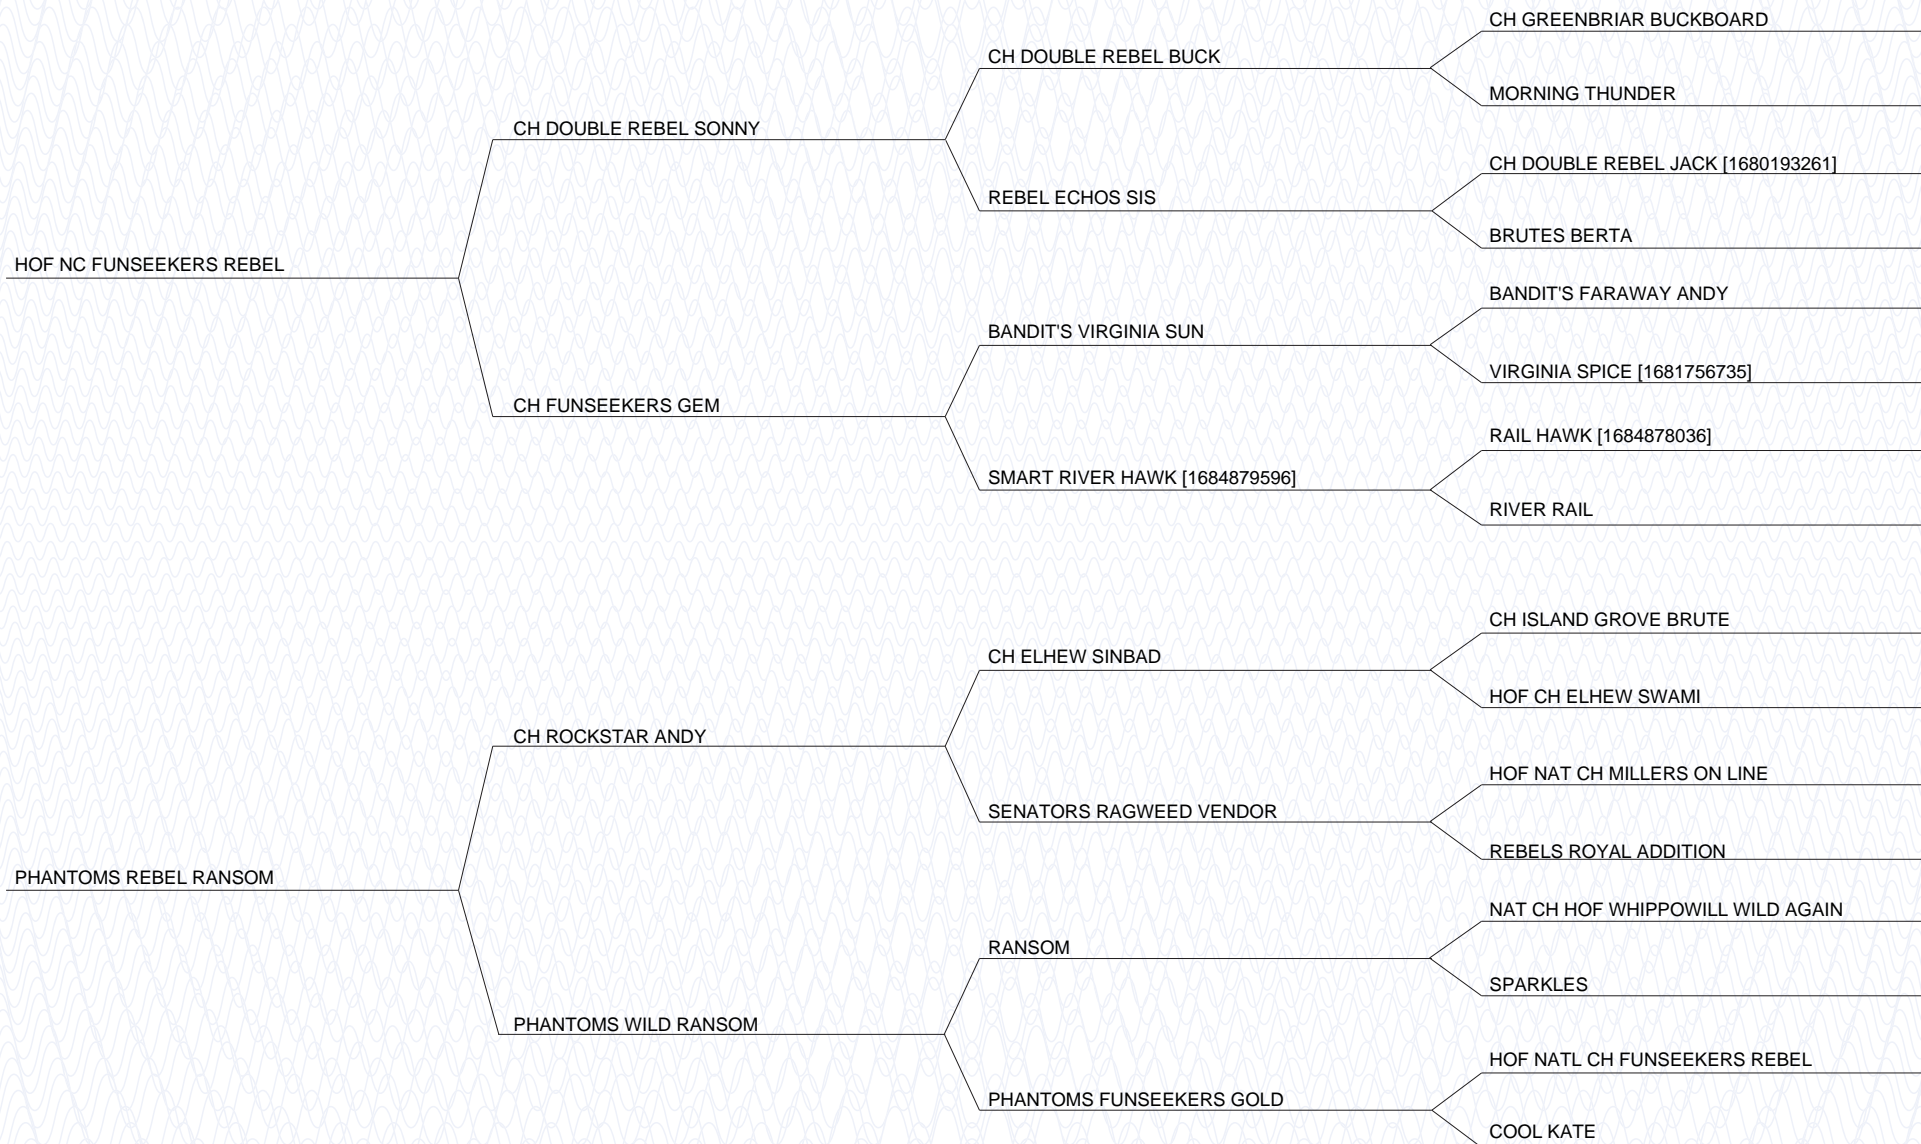 CH GREENBRIAR BUCKBOARD
CH DOUBLE REBEL BUCK
MORNING THUNDER
CH DOUBLE REBEL SONNY
CH DOUBLE REBEL JACK [1680193261]
REBEL ECHOS SIS
BRUTES BERTA
HOF NC FUNSEEKERS REBEL
BANDIT'S FARAWAY ANDY
BANDIT'S VIRGINIA SUN
VIRGINIA SPICE [1681756735]
CH FUNSEEKERS GEM
RAIL HAWK [1684878036]
SMART RIVER HAWK [1684879596]
RIVER RAIL
CH ISLAND GROVE BRUTE
CH ELHEW SINBAD
HOF CH ELHEW SWAMI
CH ROCKSTAR ANDY
HOF NAT CH MILLERS ON LINE
SENATORS RAGWEED VENDOR
REBELS ROYAL ADDITION
PHANTOMS REBEL RANSOM
NAT CH HOF WHIPPOWILL WILD AGAIN
RANSOM
SPARKLES
PHANTOMS WILD RANSOM
HOF NATL CH FUNSEEKERS REBEL
PHANTOMS FUNSEEKERS GOLD
COOL KATE